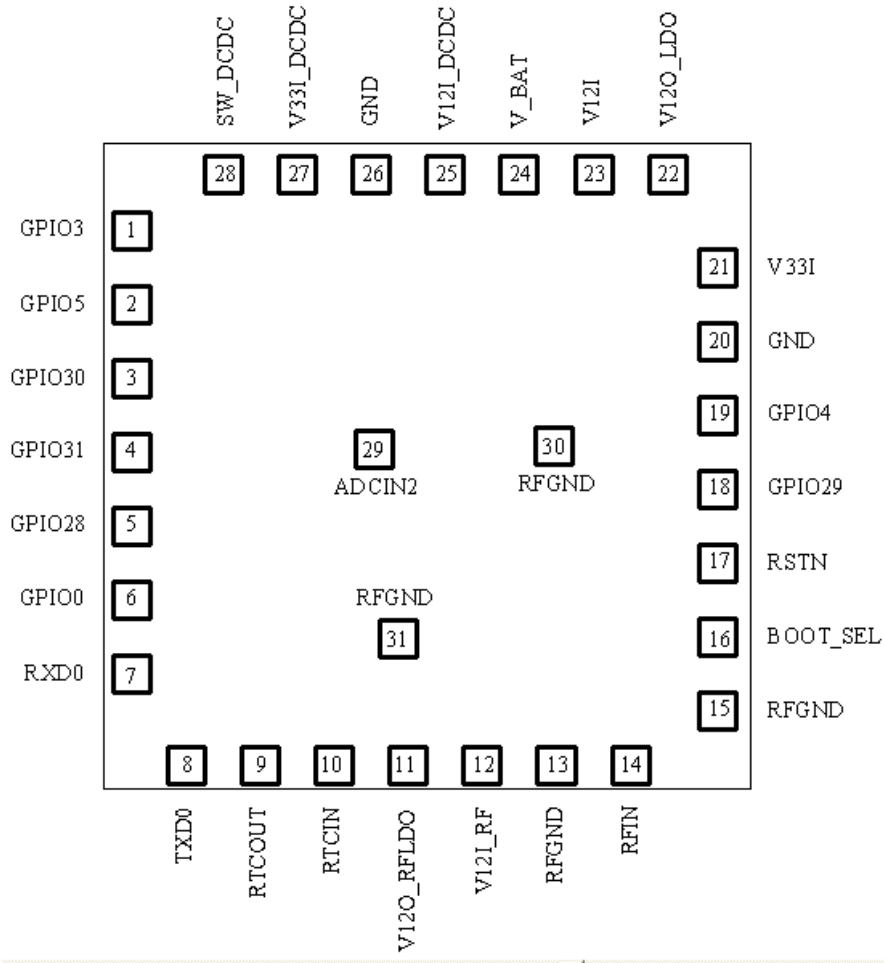 SW_DCDC
V33I_DCDC
GND
V12I_DCDC
V_BAT
V12I
V12O_LDO
28 27 26 25 24 23 22
GPIO3 1
21 V33I
GPIO5 2
20 GND
GPIO30 3
19 GPIO4
GPIO31 4
29
ADCIN2
30
RFGND
18 GPIO29
GPIO28 5
17 RSTN
GPIO0 6
RFGND
31
16 BOOT_SEL
RXD0 7
15 RFGND
8 9 10 11 12 13 14
TXD0
RTCOUT
RTCIN
V12O_RFLDO
V12I_RF
RFGND
RFIN